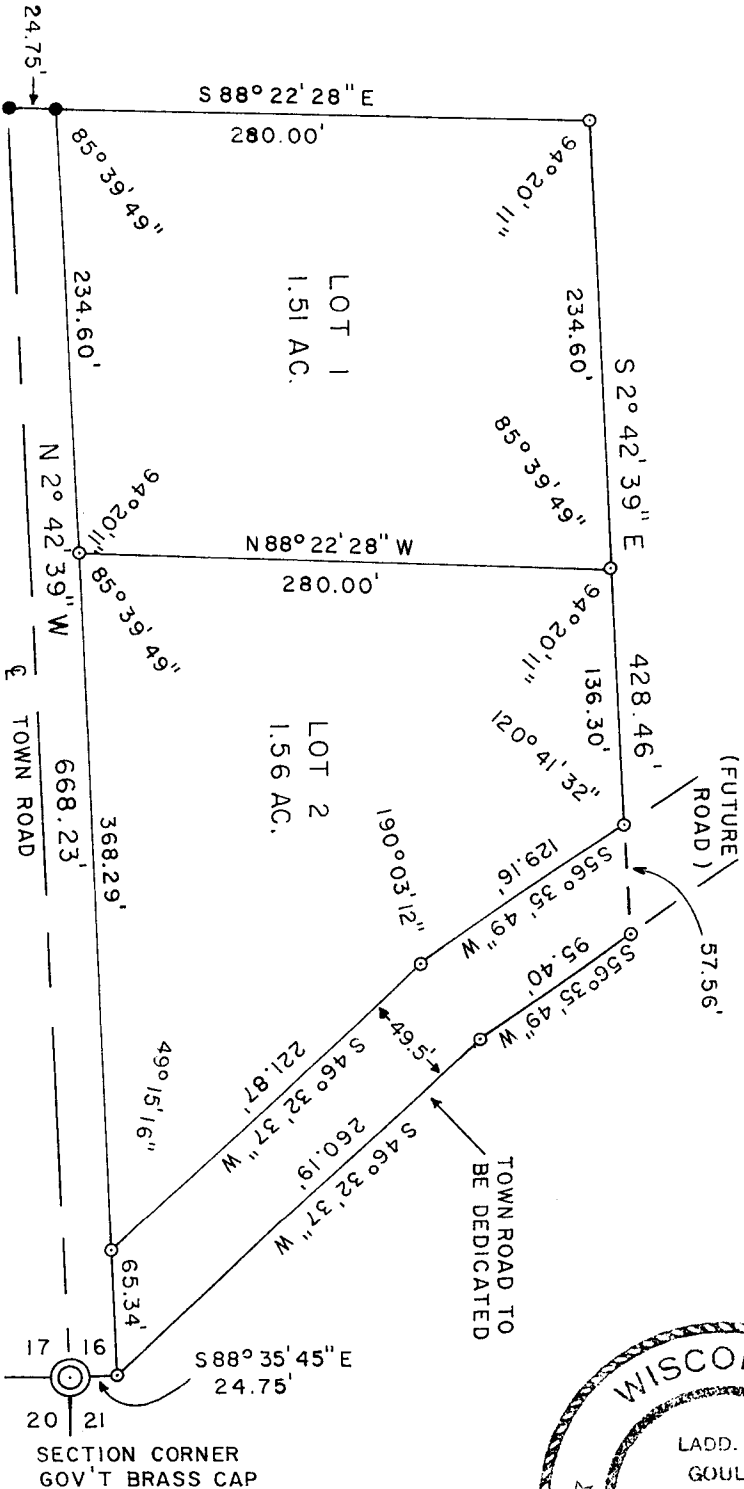 24.75'
S 88° 22' 28" E
280.00'
85° 39' 49"
94° 20' 11"
234.60'
LOT 1
1.51 AC.
234.60'
S 2° 42' 39" E
85° 39' 49"
94° 20' 11"
N 2° 42' 39" W
N 88° 22' 28" W
280.00'
85° 39' 49"
94° 20' 11"
428.46'
136.30'
120° 41' 32"
(FUTURE
ROAD)
LOT 2
1.56 AC.
℄ TOWN ROAD
668.23'
368.29'
190° 03' 12"
129.16'
S 56° 35' 49" W
57.56'
95.40'
S 56° 35' 49" W
49.5'
221.87'
S 46° 32' 37" W
260.19'
S 46° 32' 37" W
49° 15' 16"
TOWN ROAD TO
BE DEDICATED
65.34'
S 88° 35' 45" E
24.75'
17 16
20 21
SECTION CORNER
GOV'T BRASS CAP
LADD.